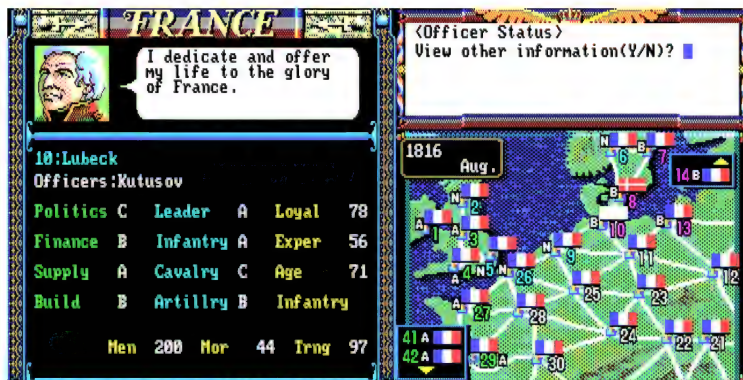 FRANCE
I dedicate and offer
my life to the glory
of France.
10:Lubeck
Officers:Kutusov
Politics C Leader A Loyal 78
Finance B Infantry A Exper 56
Supply A Cavalry C Age 71
Build B Artillry B Infantry
Men 200 Mor 44 Trng 97
<Officer Status>
View other information(Y/N)?
1816
Aug.
N 6 B 7
14 B
B 8
2
A 1 A 3
B 10 B 13
A 4 N 5 N 26 N 9 11 12
25 23
A 27 28
24 22 21
41 A
42 A
29 A 30